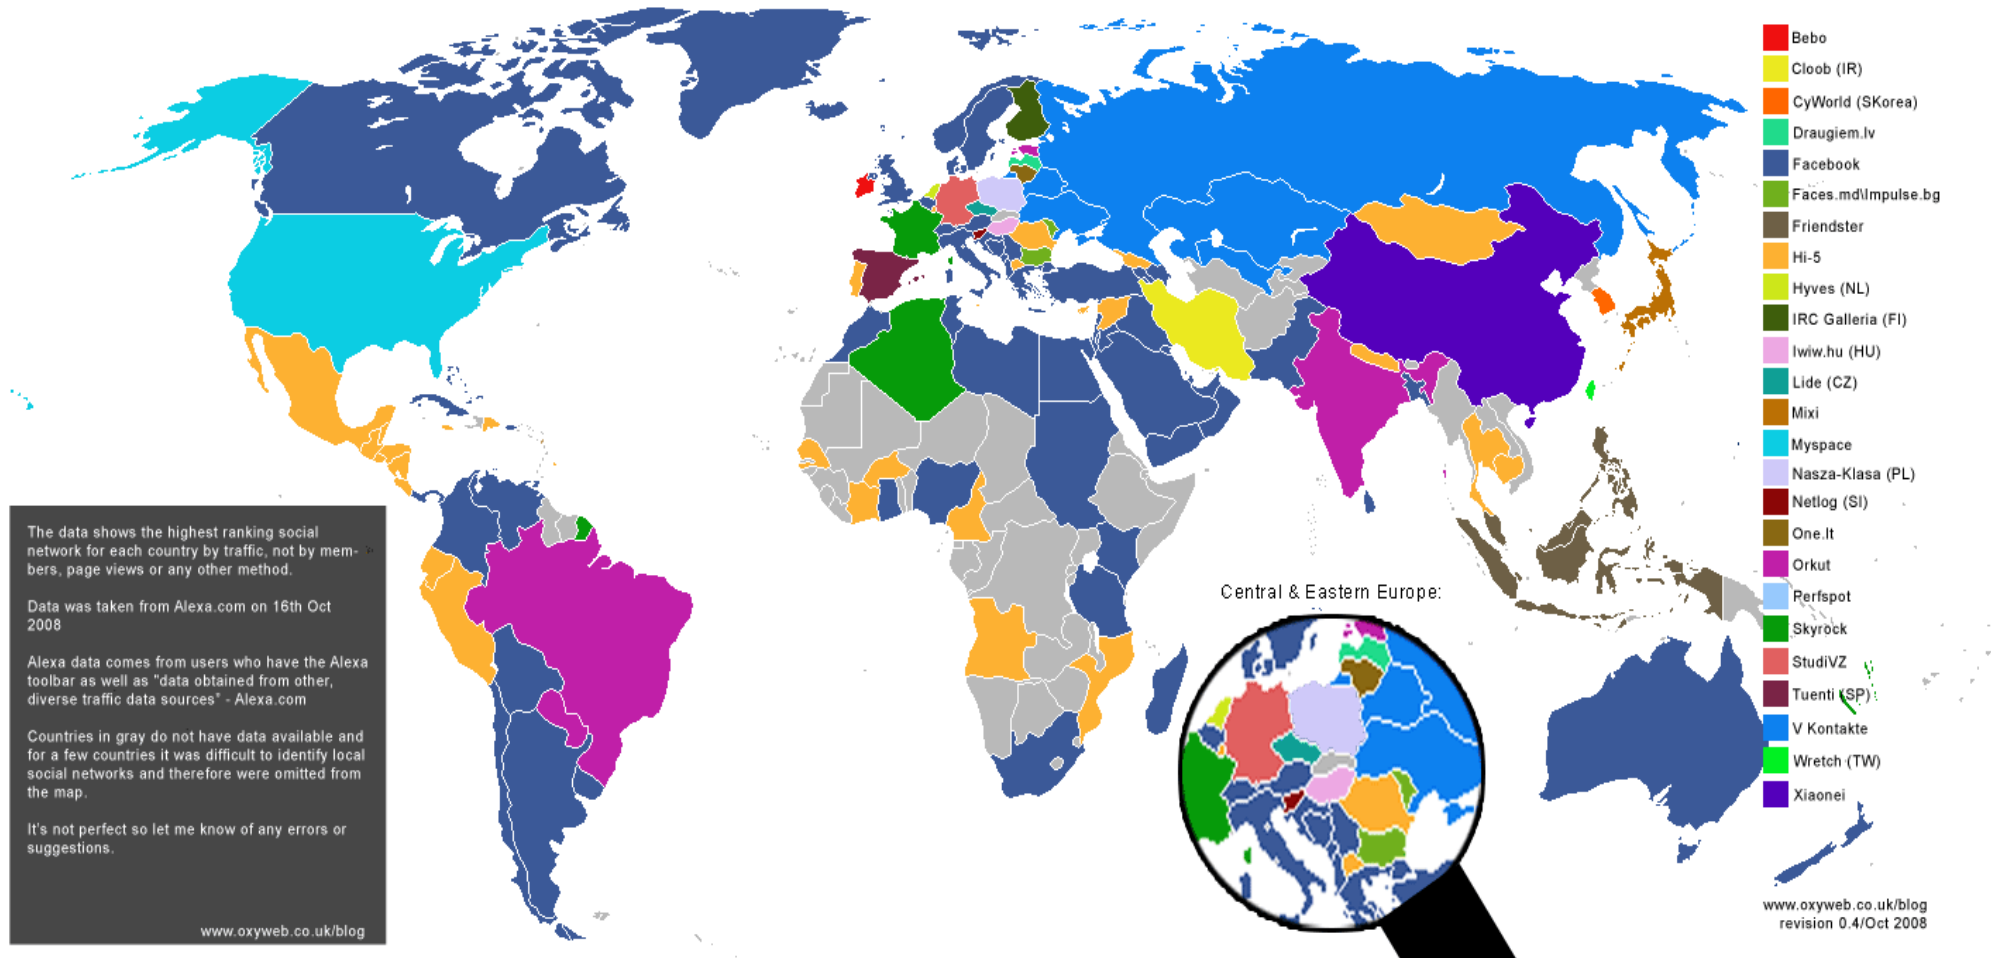 Bebo
Cloob (IR)
CyWorld (SKorea)
Draugiem.lv
Facebook
Faces.md\Impulse.bg
Friendster
Hi-5
Hyves (NL)
IRC Galleria (FI)
Iwiw.hu (HU)
Lide (CZ)
Mixi
Myspace
Nasza-Klasa (PL)
Netlog (SI)
One.lt
Orkut
Perfspot
Skyrock
StudiVZ
Tuenti (SP)
V Kontakte
Wretch (TW)
Xiaonei
The data shows the highest ranking social
network for each country by traffic, not by mem-
bers, page views or any other method.
Data was taken from Alexa.com on 16th Oct
2008
Alexa data comes from users who have the Alexa
toolbar as well as "data obtained from other,
diverse traffic data sources" - Alexa.com
Countries in gray do not have data available and
for a few countries it was difficult to identify local
social networks and therefore were omitted from
the map.
It's not perfect so let me know of any errors or
suggestions.
www.oxyweb.co.uk/blog
Central & Eastern Europe:
www.oxyweb.co.uk/blog
revision 0.4/Oct 2008